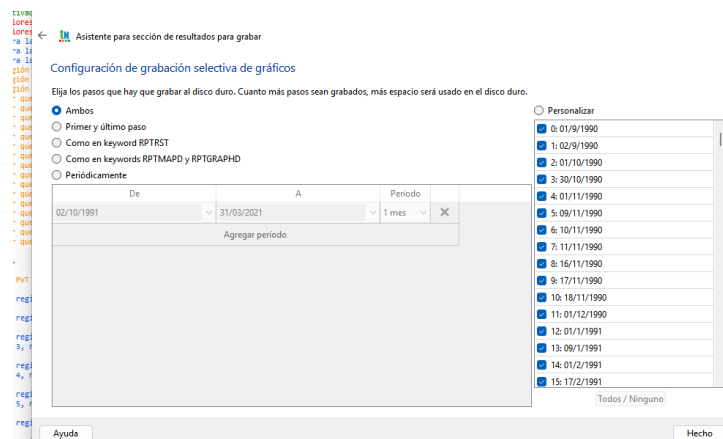 Asistente para sección de resultados para grabar
Configuración de grabación selectiva de gráficos
Elija los pasos que hay que grabar al disco duro. Cuanto más pasos sean grabados, más espacio será usado en el disco duro.
Ambos
Primer y último paso
Como en keyword RPTRST
Como en keywords RPTMAPD y RPTGRAPHD
Periódicamente
De A Período
02/10/1991 31/03/2021 1 mes
Agregar período
Personalizar
0: 01/9/1990
1: 02/9/1990
2: 01/10/1990
3: 30/10/1990
4: 01/11/1990
5: 09/11/1990
6: 10/11/1990
7: 11/11/1990
8: 16/11/1990
9: 17/11/1990
10: 18/11/1990
11: 01/12/1990
12: 01/1/1991
13: 09/1/1991
14: 01/2/1991
15: 17/2/1991
Todos / Ninguno
Ayuda Hecho
PVT